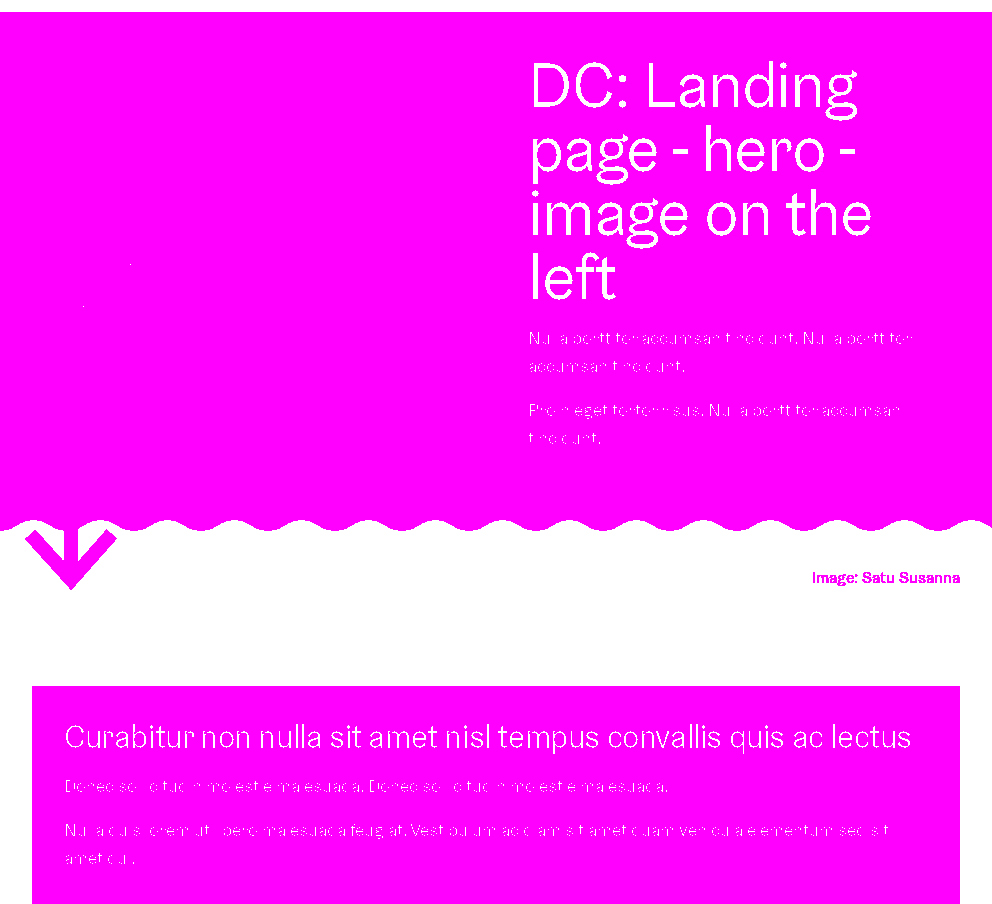 DC: Landing
page - hero -
image on the
left
Nulla porttitor accumsan tincidunt. Nulla porttitor
accumsan tincidunt.
Proin eget tortor risus. Nulla porttitor accumsan
tincidunt.
Image: Satu Susanna
Curabitur non nulla sit amet nisl tempus convallis quis ac lectus
Donec sollicitudin molestie malesuada. Donec sollicitudin molestie malesuada.
Nulla quis lorem ut libero malesuada feugiat. Vestibulum ac diam sit amet quam vehicula elementum sed sit
amet dui.